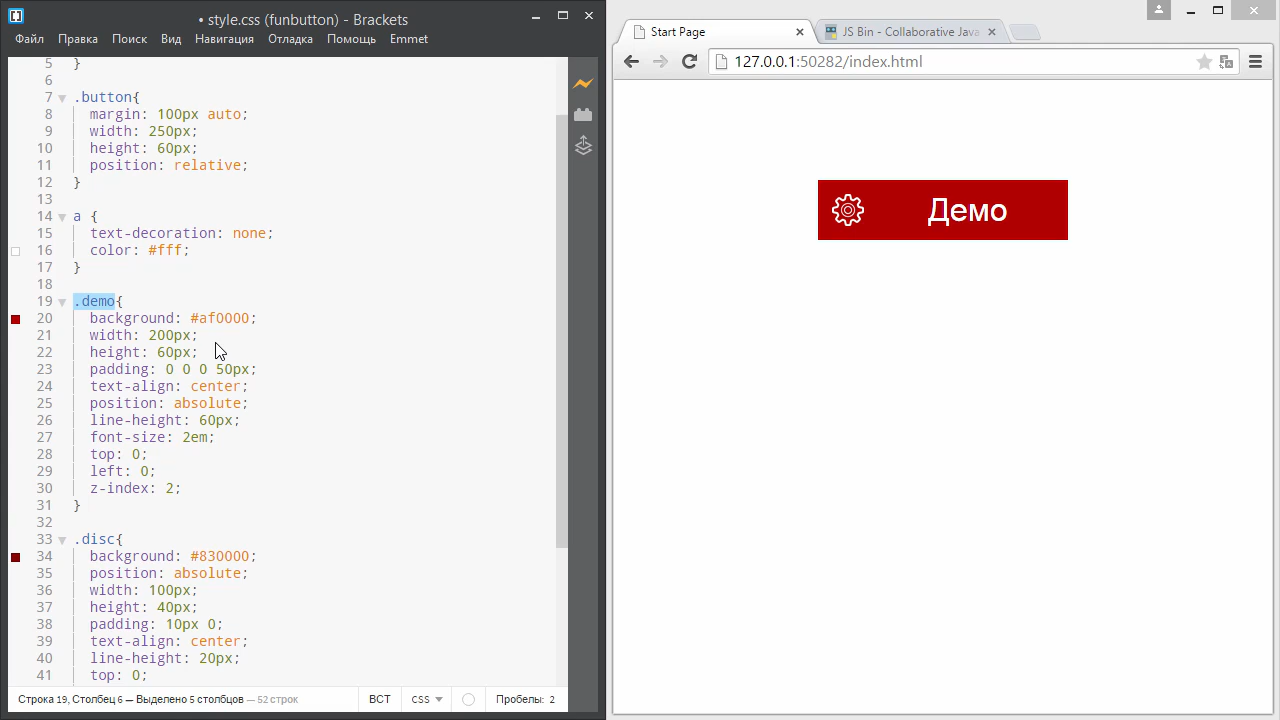 • style.css (funbutton) - Brackets
Файл Правка Поиск Вид Навигация Отладка Помощь Emmet
5 }
6
7 .button{
8 margin: 100px auto;
9 width: 250px;
10 height: 60px;
11 position: relative;
12 }
13
14 a {
15 text-decoration: none;
16 color: #fff;
17 }
18
19 .demo{
20 background: #af0000;
21 width: 200px;
22 height: 60px;
23 padding: 0 0 0 50px;
24 text-align: center;
25 position: absolute;
26 line-height: 60px;
27 font-size: 2em;
28 top: 0;
29 left: 0;
30 z-index: 2;
31 }
32
33 .disc{
34 background: #830000;
35 position: absolute;
36 width: 100px;
37 height: 40px;
38 padding: 10px 0;
39 text-align: center;
40 line-height: 20px;
41 top: 0;
Строка 19, Столбец 6 — Выделено 5 столбцов — 52 строк ВСТ CSS Пробелы: 2
Start Page JS Bin - Collaborative Java
127.0.0.1:50282/index.html
Демо